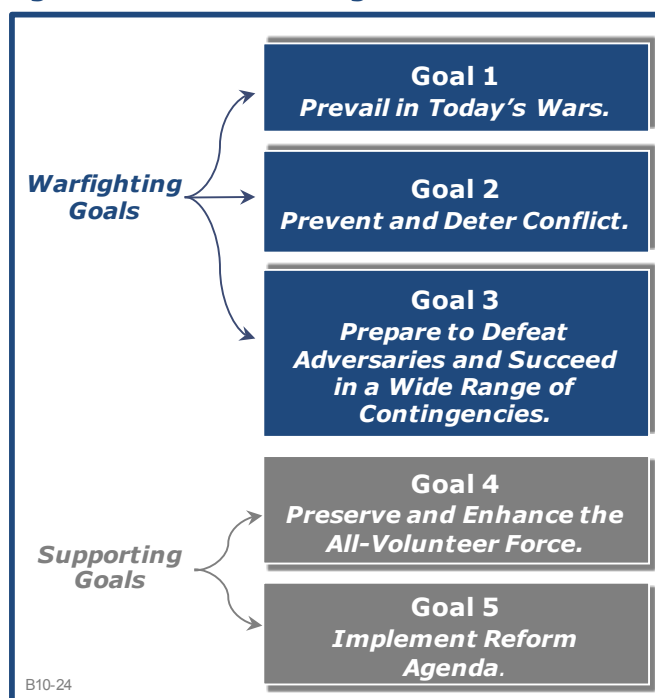 Goal 1
Prevail in Today's Wars.
Warfighting
Goals
Goal 2
Prevent and Deter Conflict.
Goal 3
Prepare to Defeat
Adversaries and Succeed
in a Wide Range of
Contingencies.
Goal 4
Preserve and Enhance the
All-Volunteer Force.
Supporting
Goals
Goal 5
Implement Reform
Agenda.
B10-24